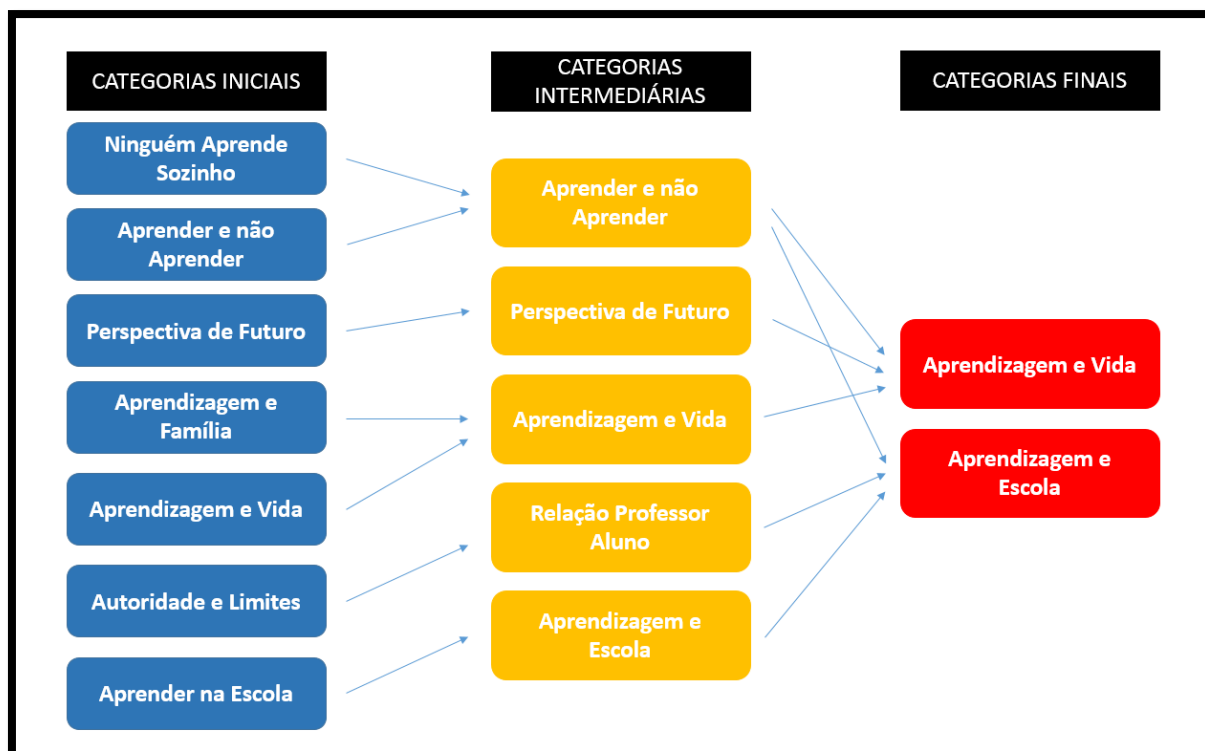 CATEGORIAS INICIAIS
Ninguém Aprende
Sozinho
Aprender e não
Aprender
Perspectiva de Futuro
Aprendizagem e
Família
Aprendizagem e Vida
Autoridade e Limites
Aprender na Escola
CATEGORIAS
INTERMEDIÁRIAS
Aprender e não
Aprender
Perspectiva de Futuro
Aprendizagem e Vida
Relação Professor
Aluno
Aprendizagem e
Escola
CATEGORIAS FINAIS
Aprendizagem e Vida
Aprendizagem e
Escola